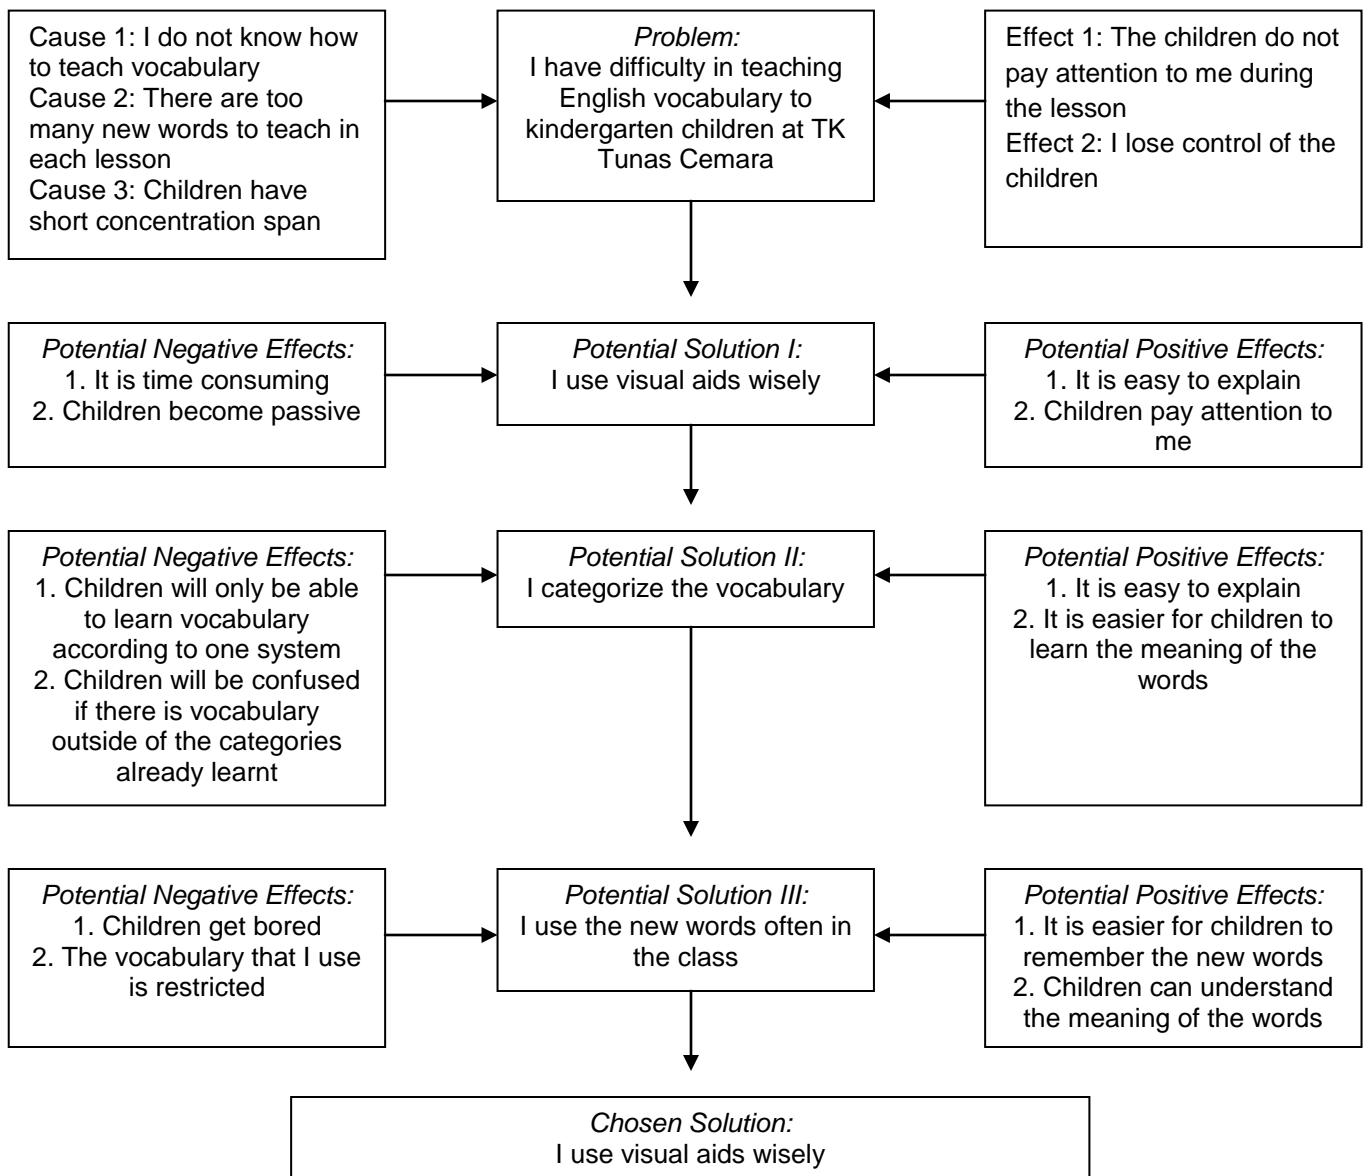 Cause 1: I do not know how
to teach vocabulary
Cause 2: There are too
many new words to teach in
each lesson
Cause 3: Children have
short concentration span
Problem:
I have difficulty in teaching
English vocabulary to
kindergarten children at TK
Tunas Cemara
Effect 1: The children do not
pay attention to me during
the lesson
Effect 2: I lose control of the
children
Potential Negative Effects:
1. It is time consuming
2. Children become passive
Potential Solution I:
I use visual aids wisely
Potential Positive Effects:
1. It is easy to explain
2. Children pay attention to
me
Potential Negative Effects:
1. Children will only be able
to learn vocabulary
according to one system
2. Children will be confused
if there is vocabulary
outside of the categories
already learnt
Potential Solution II:
I categorize the vocabulary
Potential Positive Effects:
1. It is easy to explain
2. It is easier for children to
learn the meaning of the
words
Potential Negative Effects:
1. Children get bored
2. The vocabulary that I use
is restricted
Potential Solution III:
I use the new words often in
the class
Potential Positive Effects:
1. It is easier for children to
remember the new words
2. Children can understand
the meaning of the words
Chosen Solution:
I use visual aids wisely